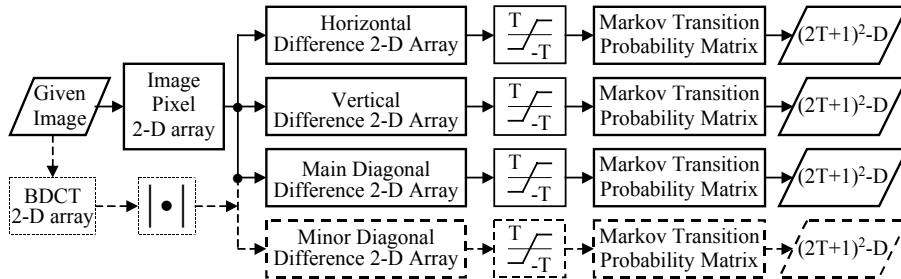 Given
Image
Image
Pixel
2-D array
BDCT
2-D array
| • |
Horizontal
Difference 2-D Array
T
-T
Markov Transition
Probability Matrix
(2T+1)²-D
Vertical
Difference 2-D Array
T
-T
Markov Transition
Probability Matrix
(2T+1)²-D
Main Diagonal
Difference 2-D Array
T
-T
Markov Transition
Probability Matrix
(2T+1)²-D
Minor Diagonal
Difference 2-D Array
T
-T
Markov Transition
Probability Matrix
(2T+1)²-D